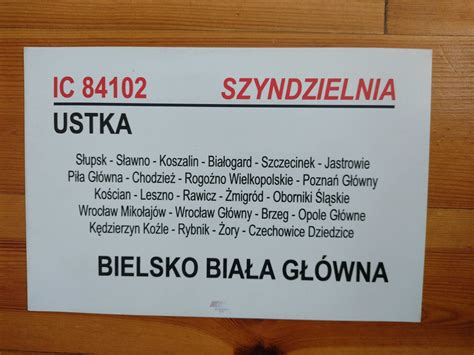 IC 84102 SZYNDZIELNIA
USTKA
Słupsk - Sławno - Koszalin - Białogard - Szczecinek - Jastrowie
Piła Główna - Chodzież - Rogoźno Wielkopolskie - Poznań Główny
Kościan - Leszno - Rawicz - Żmigród - Oborniki Śląskie
Wrocław Mikołajów - Wrocław Główny - Brzeg - Opole Główne
Kędzierzyn Koźle - Rybnik - Żory - Czechowice Dziedzice
BIELSKO BIAŁA GŁÓWNA